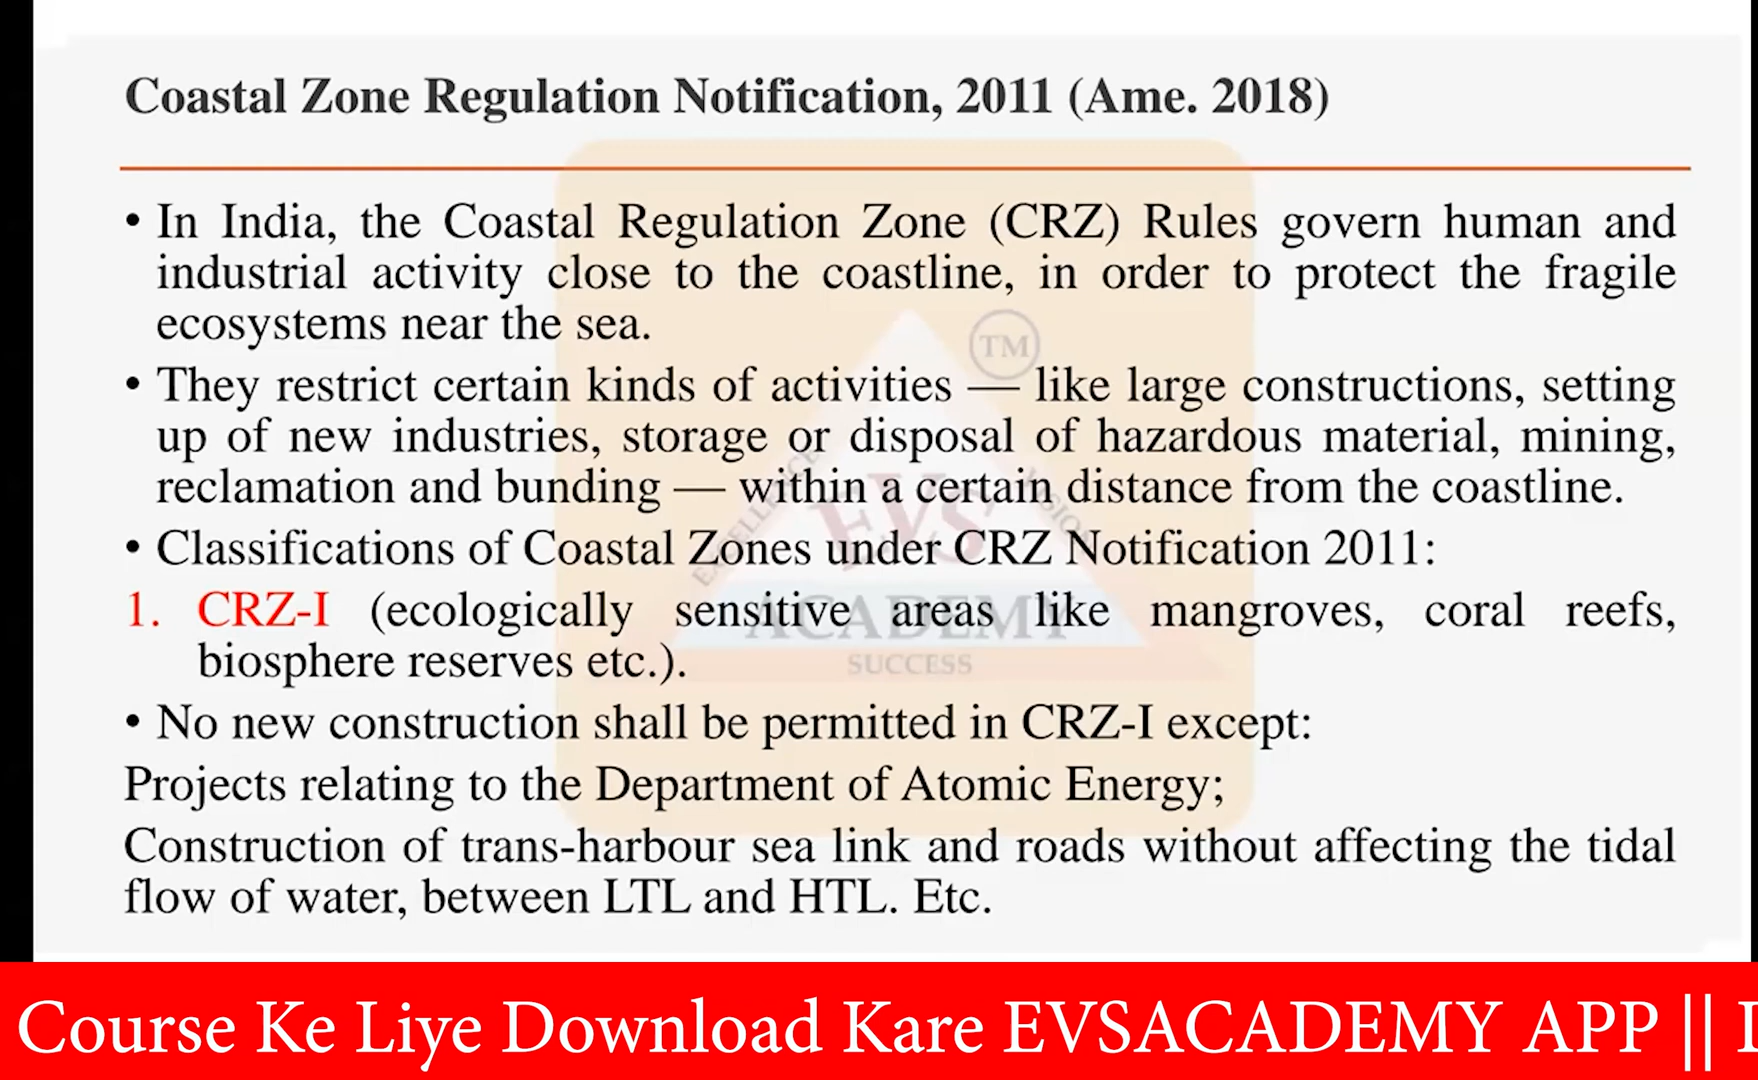 Coastal Zone Regulation Notification, 2011 (Ame. 2018)
• In India, the Coastal Regulation Zone (CRZ) Rules govern human and
industrial activity close to the coastline, in order to protect the fragile
ecosystems near the sea.
• They restrict certain kinds of activities — like large constructions, setting
up of new industries, storage or disposal of hazardous material, mining,
reclamation and bunding — within a certain distance from the coastline.
• Classifications of Coastal Zones under CRZ Notification 2011:
1. CRZ-I (ecologically sensitive areas like mangroves, coral reefs,
biosphere reserves etc.).
• No new construction shall be permitted in CRZ-I except:
Projects relating to the Department of Atomic Energy;
Construction of trans-harbour sea link and roads without affecting the tidal
flow of water, between LTL and HTL. Etc.
TM
EXCELLENCE
VISION
EVS
ACADEMY
SUCCESS
Course Ke Liye Download Kare EVSACADEMY APP ||